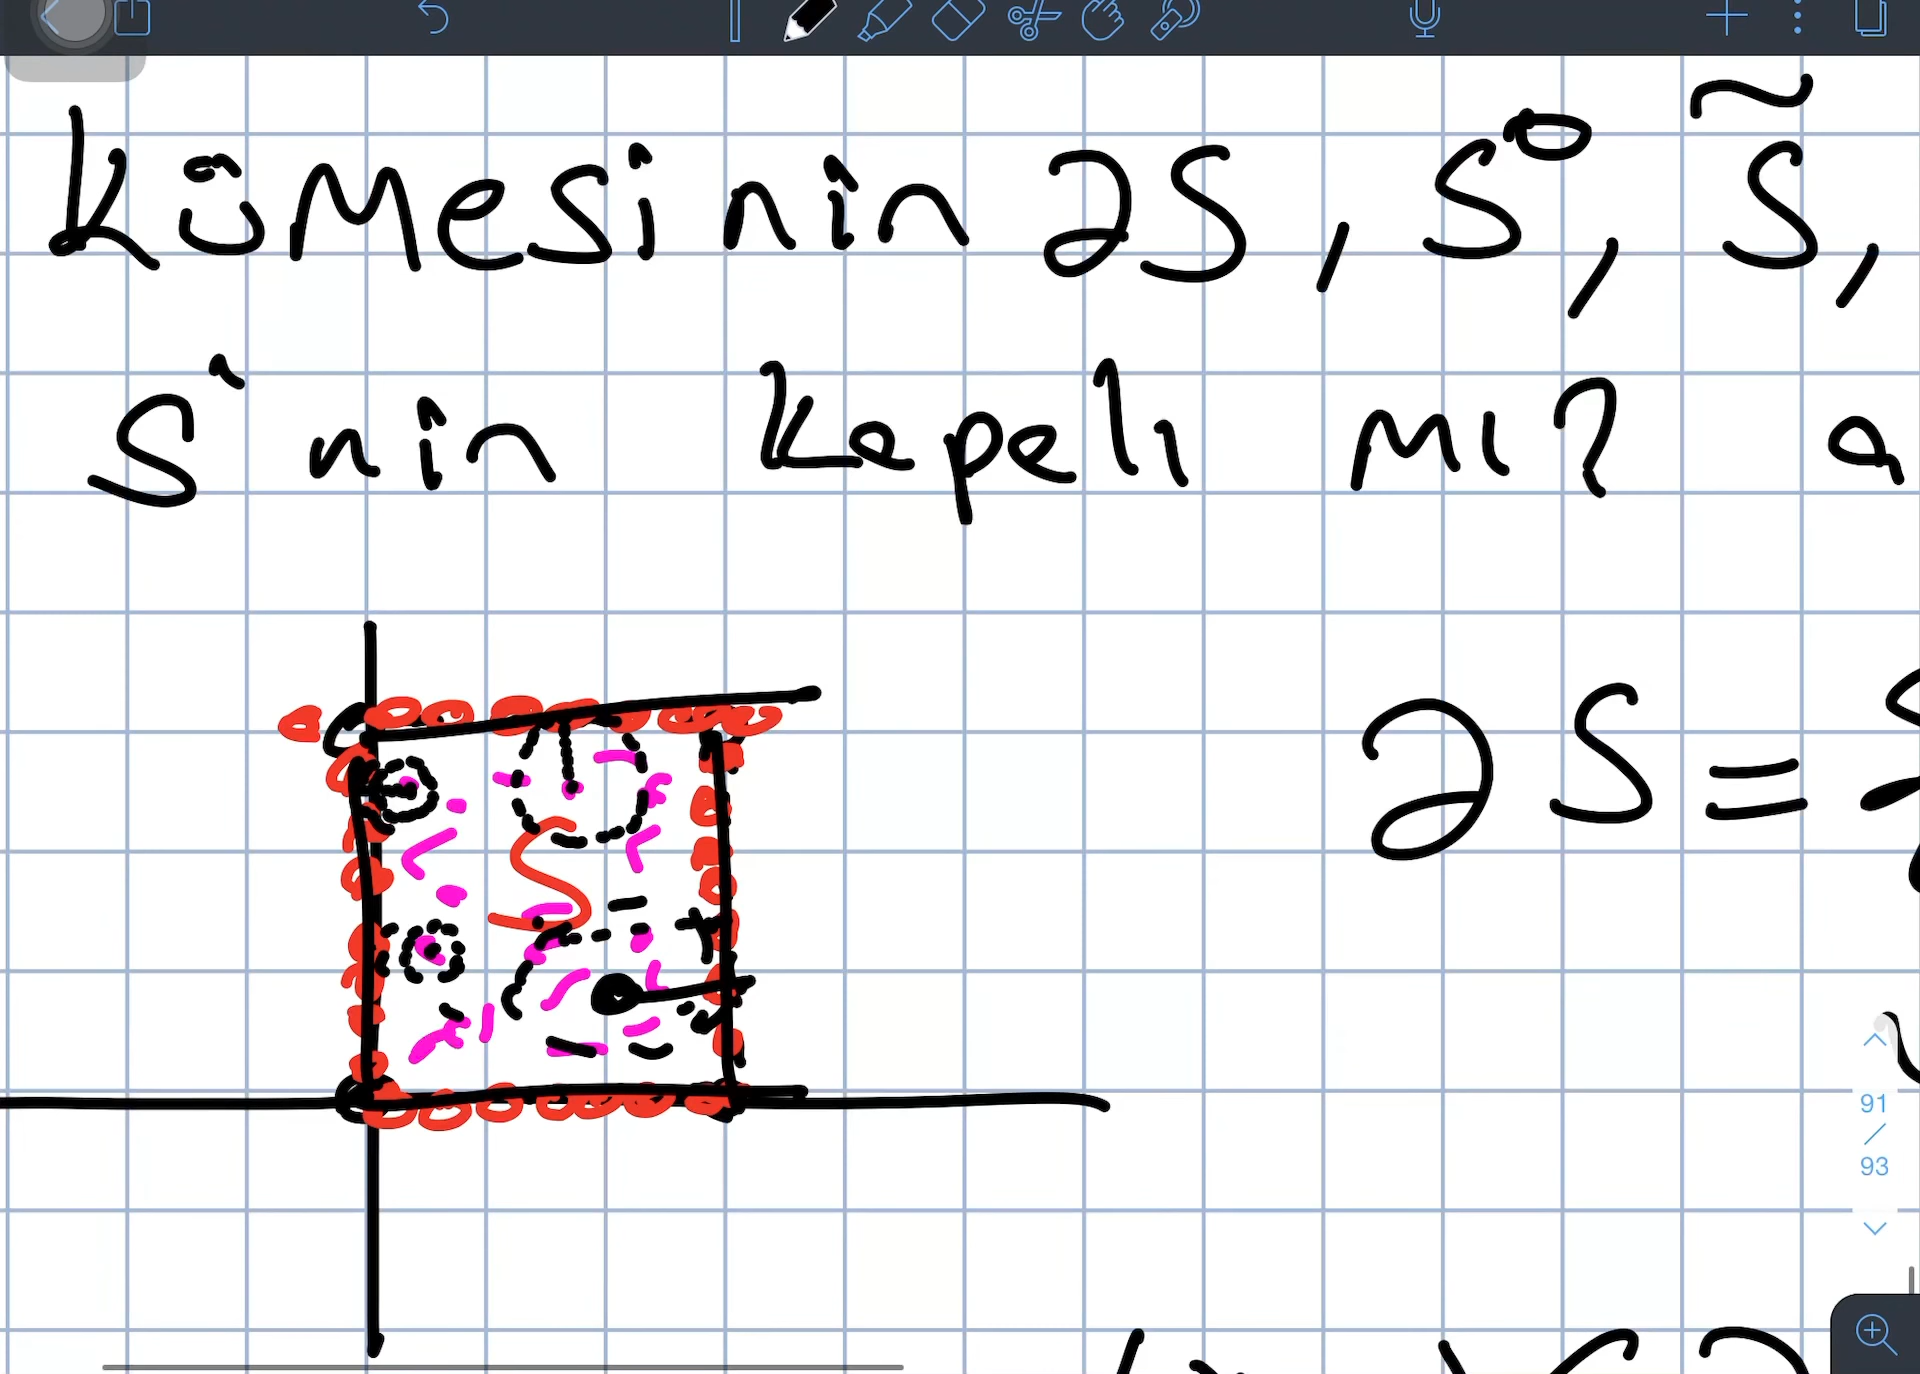 Kümesinin ∂S, S°, S̃,
S'nin kapalı mı? a
S
∂S =
91
/
93